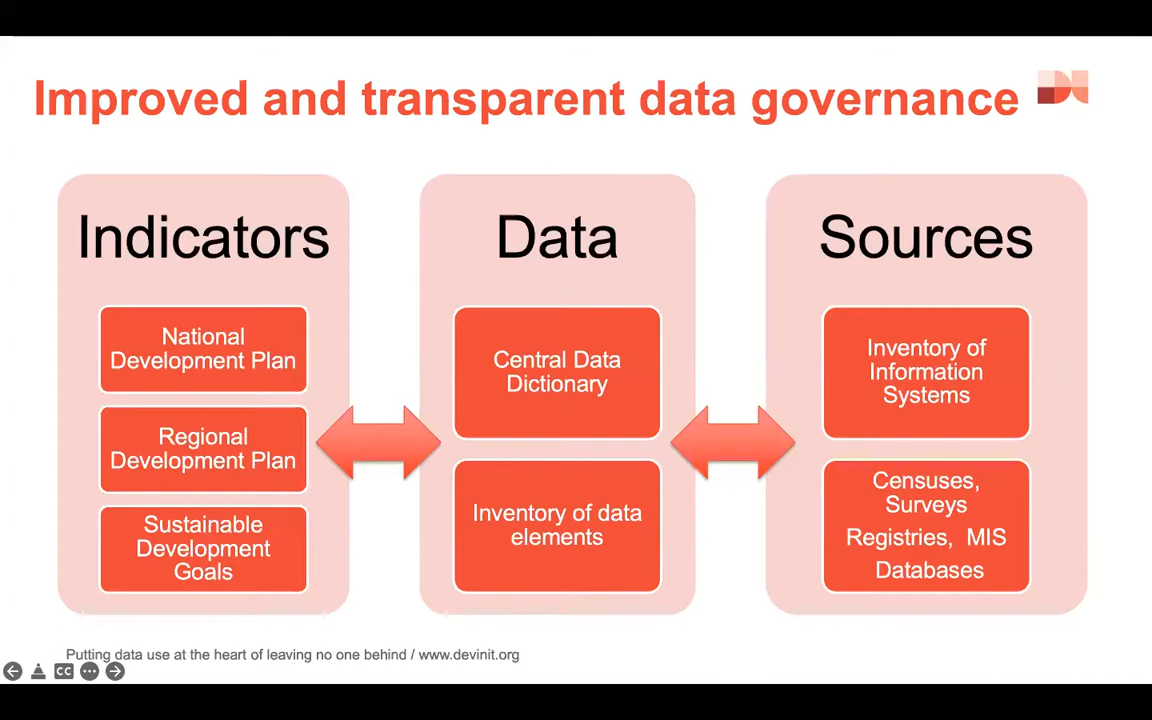 Improved and transparent data governance
Indicators
National
Development Plan
Regional
Development Plan
Sustainable
Development
Goals
Data
Central Data
Dictionary
Inventory of data
elements
Sources
Inventory of
Information
Systems
Censuses,
Surveys
Registries, MIS
Databases
Putting data use at the heart of leaving no one behind / www.devinit.org
CC